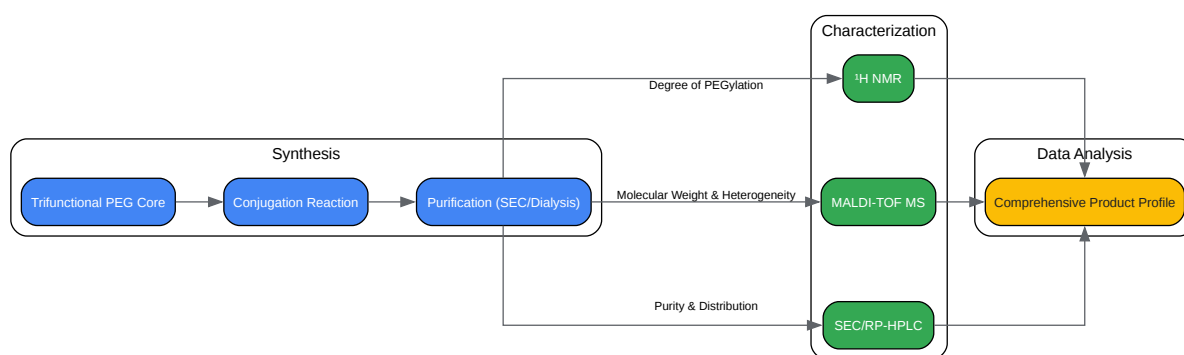 Characterization
¹H NMR
Degree of PEGylation
Synthesis
Data Analysis
Trifunctional PEG Core
Conjugation Reaction
Purification (SEC/Dialysis)
Molecular Weight & Heterogeneity
MALDI-TOF MS
Comprehensive Product Profile
Purity & Distribution
SEC/RP-HPLC